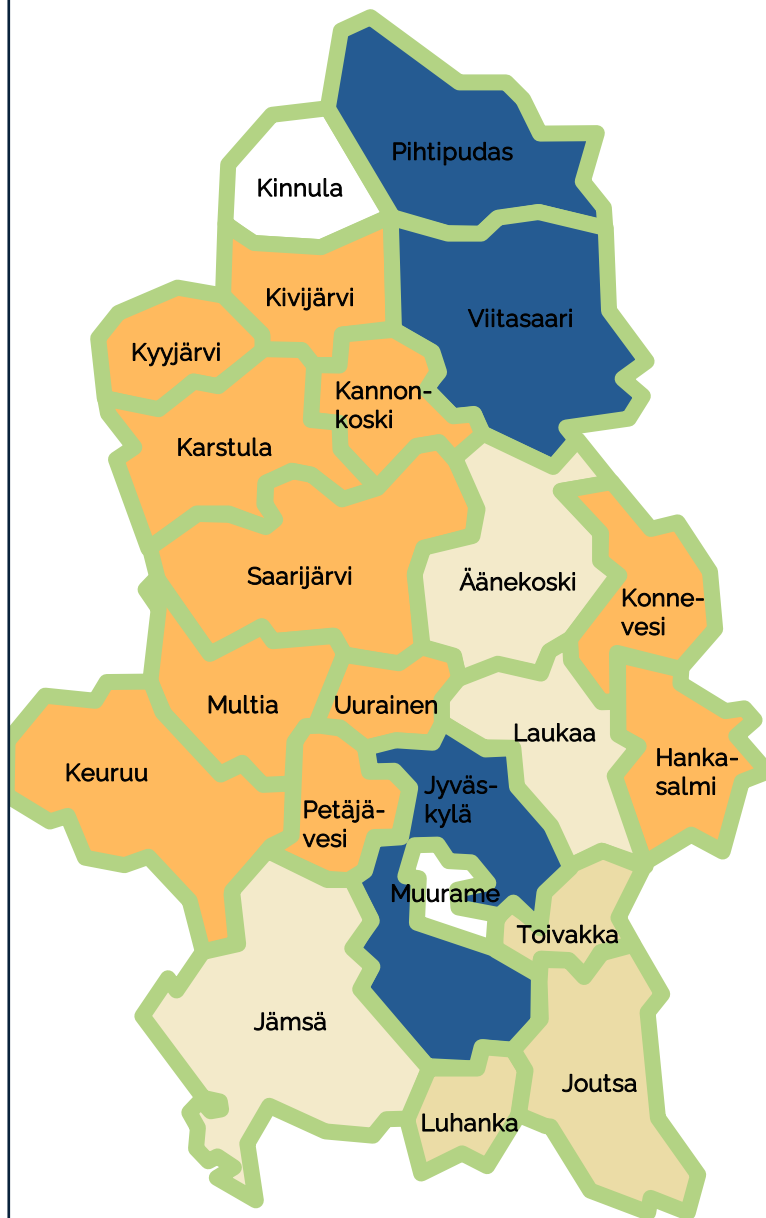 Pihtipudas
Kinnula
Kivijärvi
Viitasaari
Kyyjärvi
Kannon-
koski
Karstula
Saarijärvi
Äänekoski
Konne-
vesi
Multia
Uurainen
Laukaa
Keuruu
Hanka-
salmi
Jyväs-
kylä
Petäjä-
vesi
Muurame
Toivakka
Jämsä
Joutsa
Luhanka